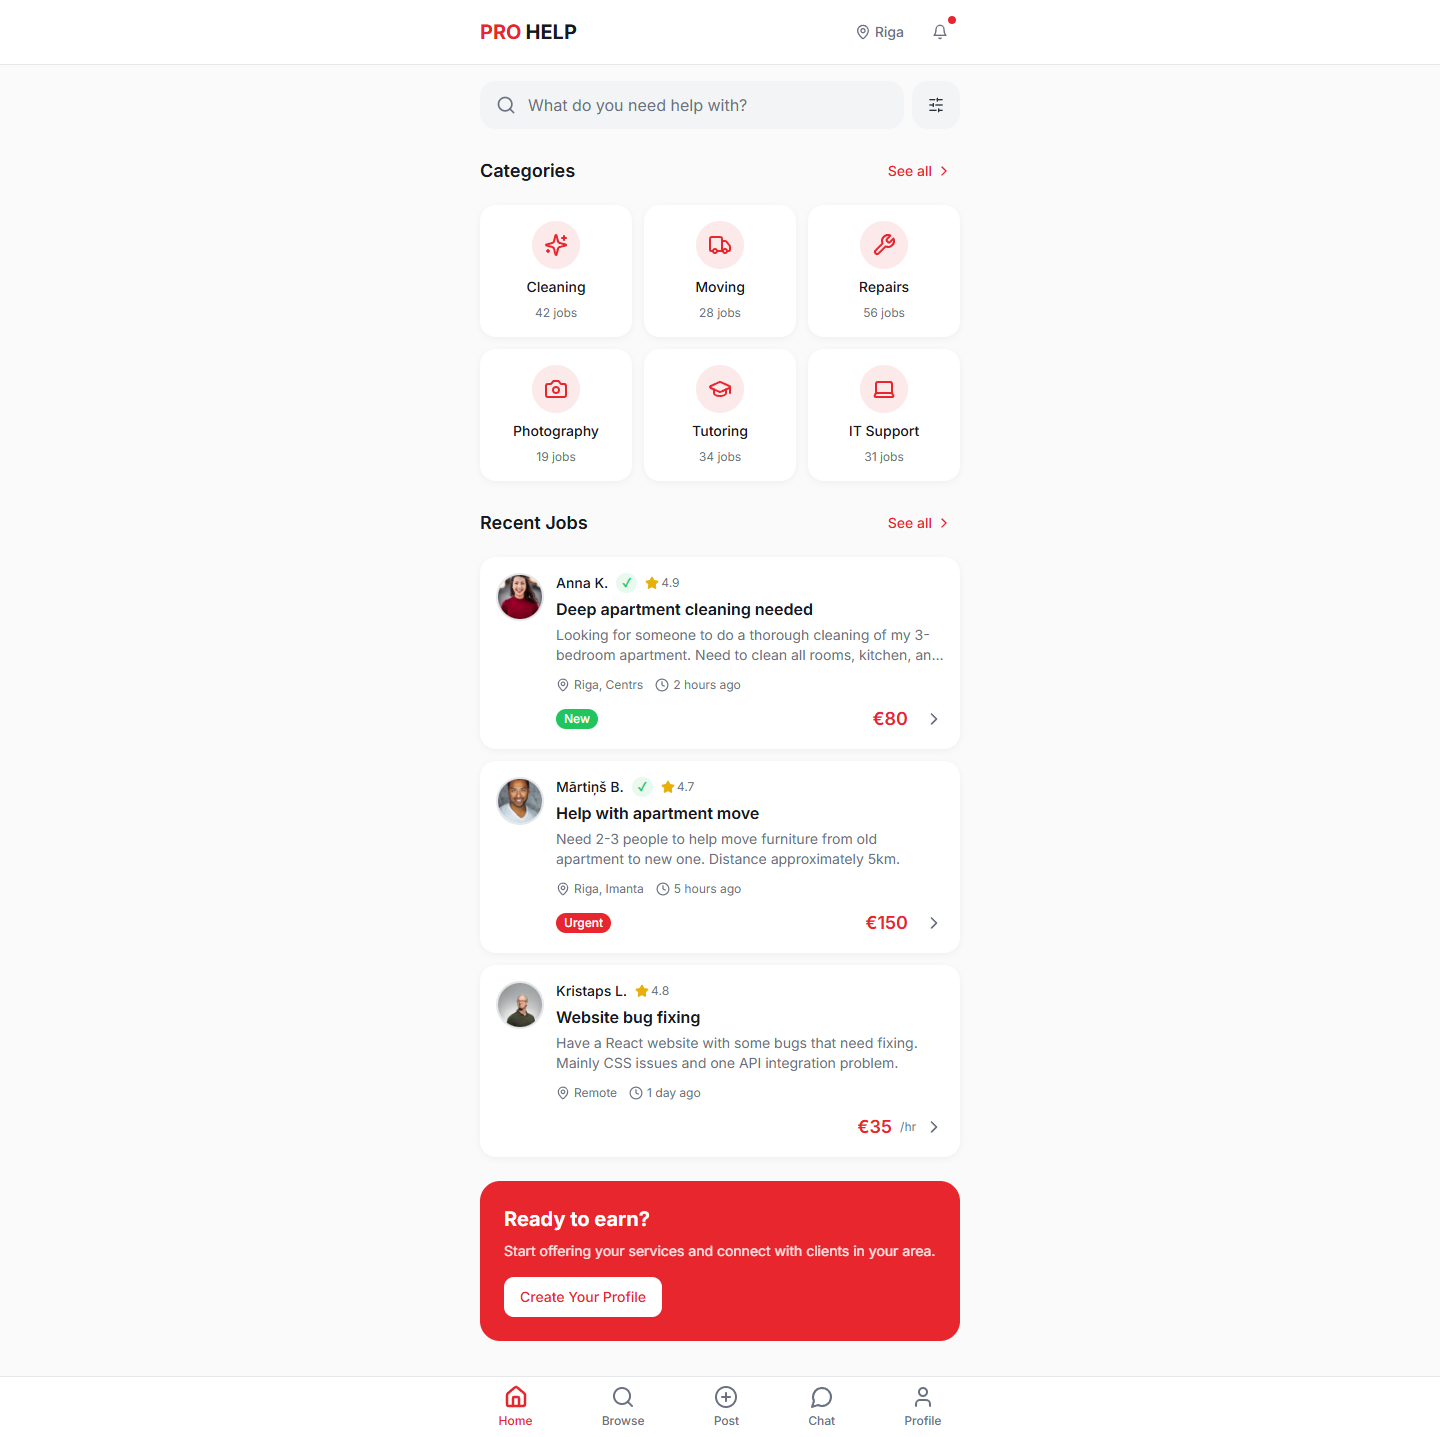 PRO HELP
Riga
What do you need help with?
Categories
See all
Cleaning
42 jobs
Moving
28 jobs
Repairs
56 jobs
Photography
19 jobs
Tutoring
34 jobs
IT Support
31 jobs
Recent Jobs
See all
Anna K. ✓ 4.9
Deep apartment cleaning needed
Looking for someone to do a thorough cleaning of my 3-
bedroom apartment. Need to clean all rooms, kitchen, an...
Riga, Centrs 2 hours ago
New €80
Mārtiņš B. ✓ 4.7
Help with apartment move
Need 2-3 people to help move furniture from old
apartment to new one. Distance approximately 5km.
Riga, Imanta 5 hours ago
Urgent €150
Kristaps L. 4.8
Website bug fixing
Have a React website with some bugs that need fixing.
Mainly CSS issues and one API integration problem.
Remote 1 day ago
€35 /hr
Ready to earn?
Start offering your services and connect with clients in your area.
Create Your Profile
Home Browse Post Chat Profile